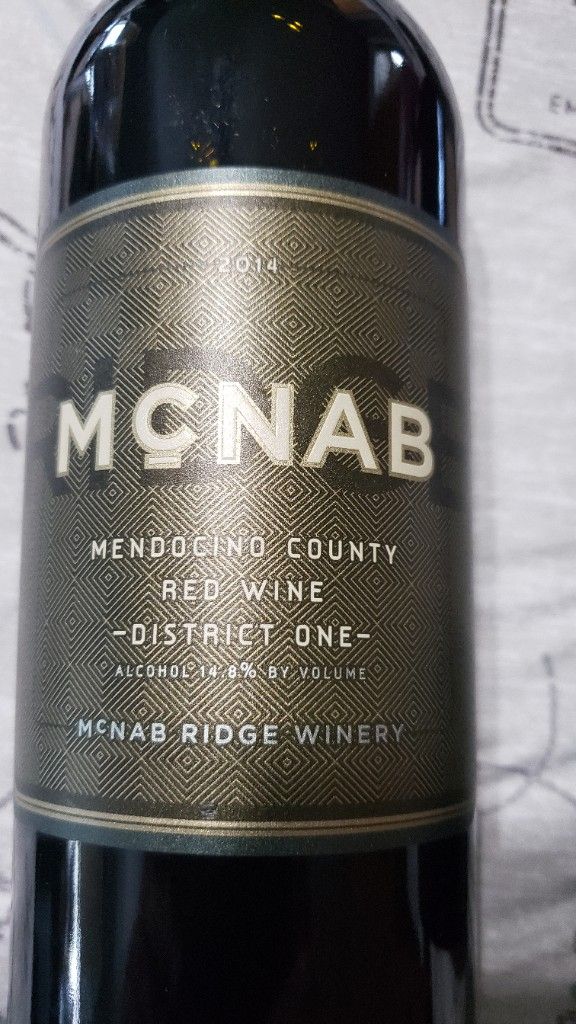 2014
McNAB
MENDOCINO COUNTY
RED WINE
-DISTRICT ONE-
ALCOHOL 14.8% BY VOLUME
McNAB RIDGE WINERY